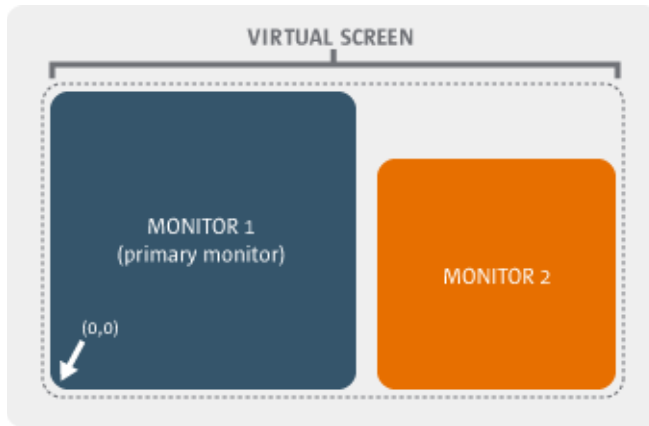 VIRTUAL SCREEN
MONITOR 1
(primary monitor)
MONITOR 2
(0,0)